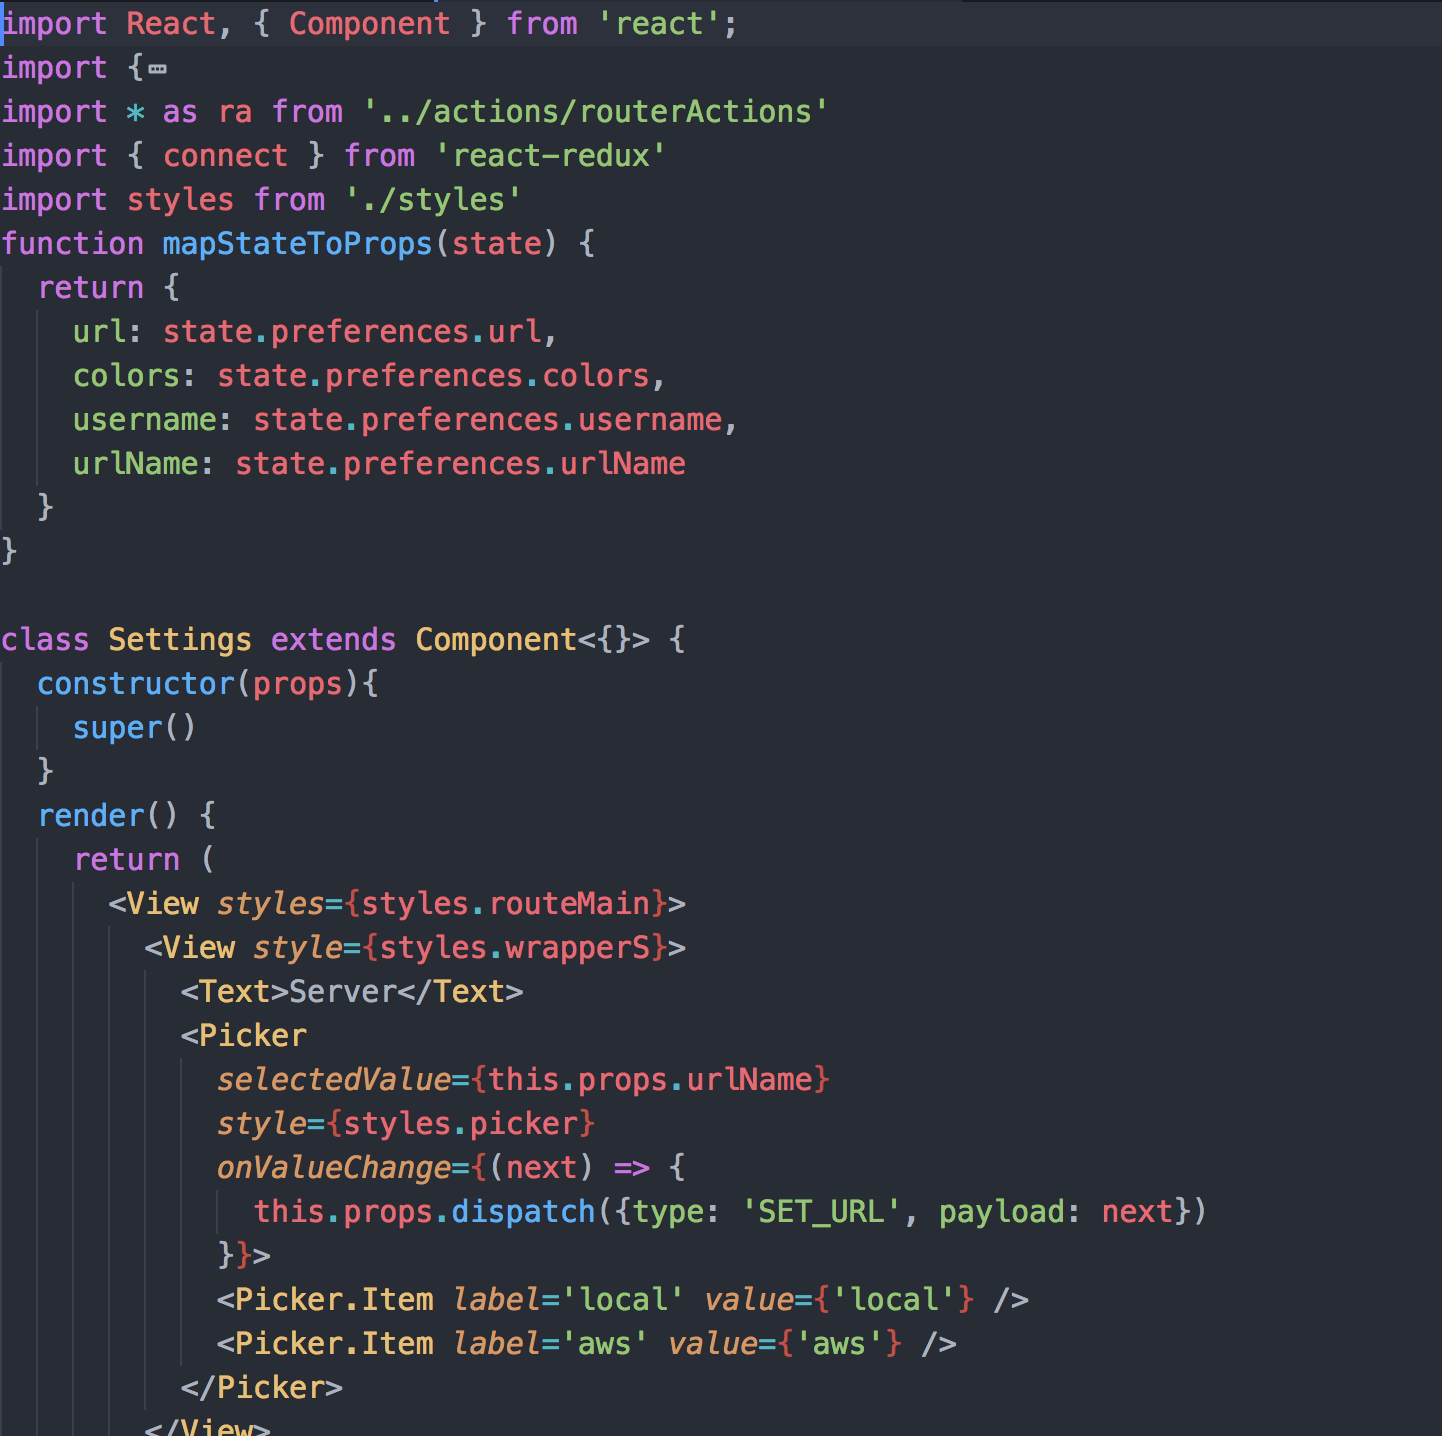 import React, { Component } from 'react';
import {
import * as ra from '../actions/routerActions'
import { connect } from 'react-redux'
import styles from './styles'
function mapStateToProps(state) {
  return {
    url: state.preferences.url,
    colors: state.preferences.colors,
    username: state.preferences.username,
    urlName: state.preferences.urlName
  }
}
class Settings extends Component<{}> {
  constructor(props){
    super()
  }
  render() {
    return (
      <View styles={styles.routeMain}>
        <View style={styles.wrapperS}>
          <Text>Server</Text>
          <Picker
            selectedValue={this.props.urlName}
            style={styles.picker}
            onValueChange={(next) => {
              this.props.dispatch({type: 'SET_URL', payload: next})
            }}>
            <Picker.Item label='local' value={'local'} />
            <Picker.Item label='aws' value={'aws'} />
          </Picker>
        </View>